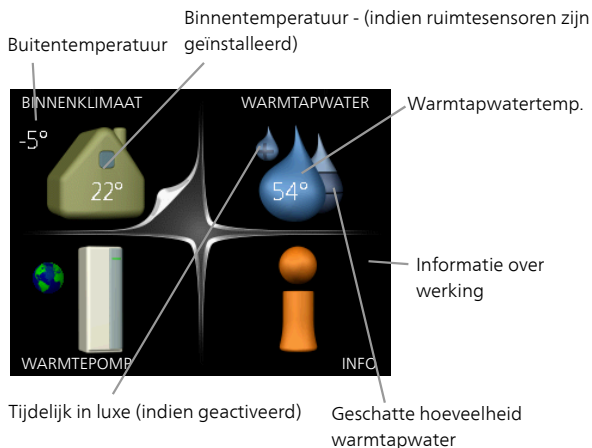 Binnentemperatuur - (indien ruimtesensoren zijn
geïnstalleerd)
Buitentemperatuur
BINNENKLIMAAT
WARMTAPWATER
Warmtapwatertemp.
-5°
22°
54°
Informatie over
werking
WARMTEPOMP
INFO
Tijdelijk in luxe (indien geactiveerd)
Geschatte hoeveelheid
warmtapwater